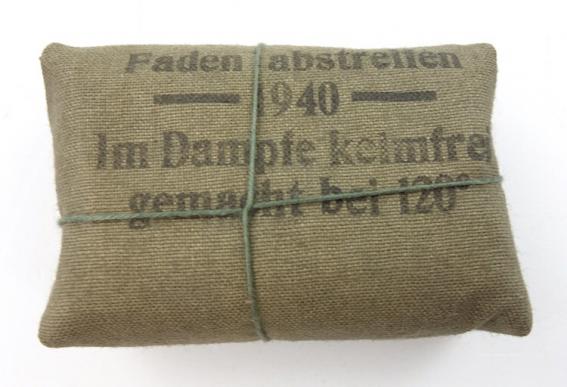 Faden abstreifen
— 1940 —
Im Dampfe keimfrei
gemacht bei 120°